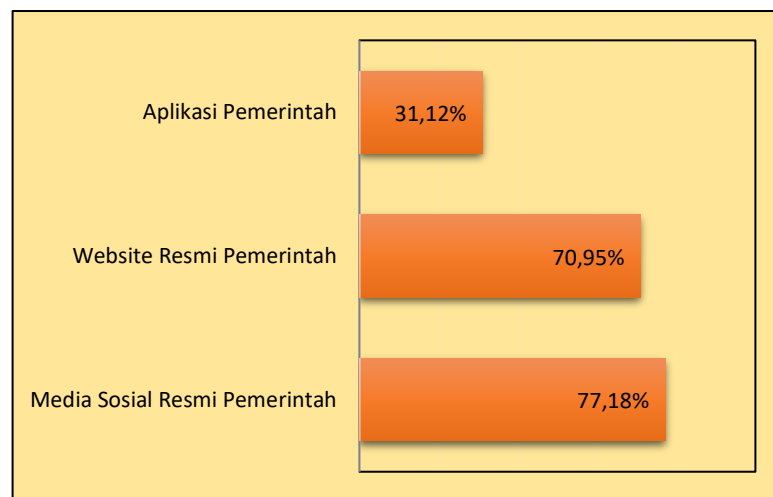 Aplikasi Pemerintah
31,12%
Website Resmi Pemerintah
70,95%
Media Sosial Resmi Pemerintah
77,18%